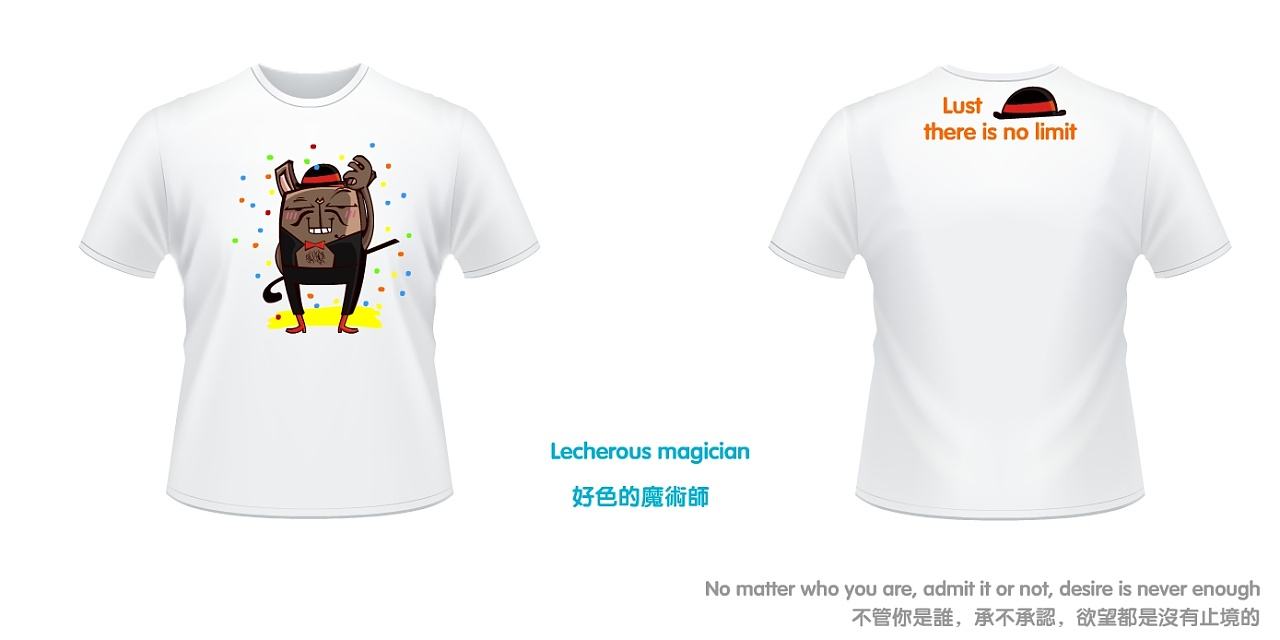 Lust
there is no limit
Lecherous magician
好色的魔術師
No matter who you are, admit it or not, desire is never enough
不管你是誰，承不承認，欲望都是沒有止境的